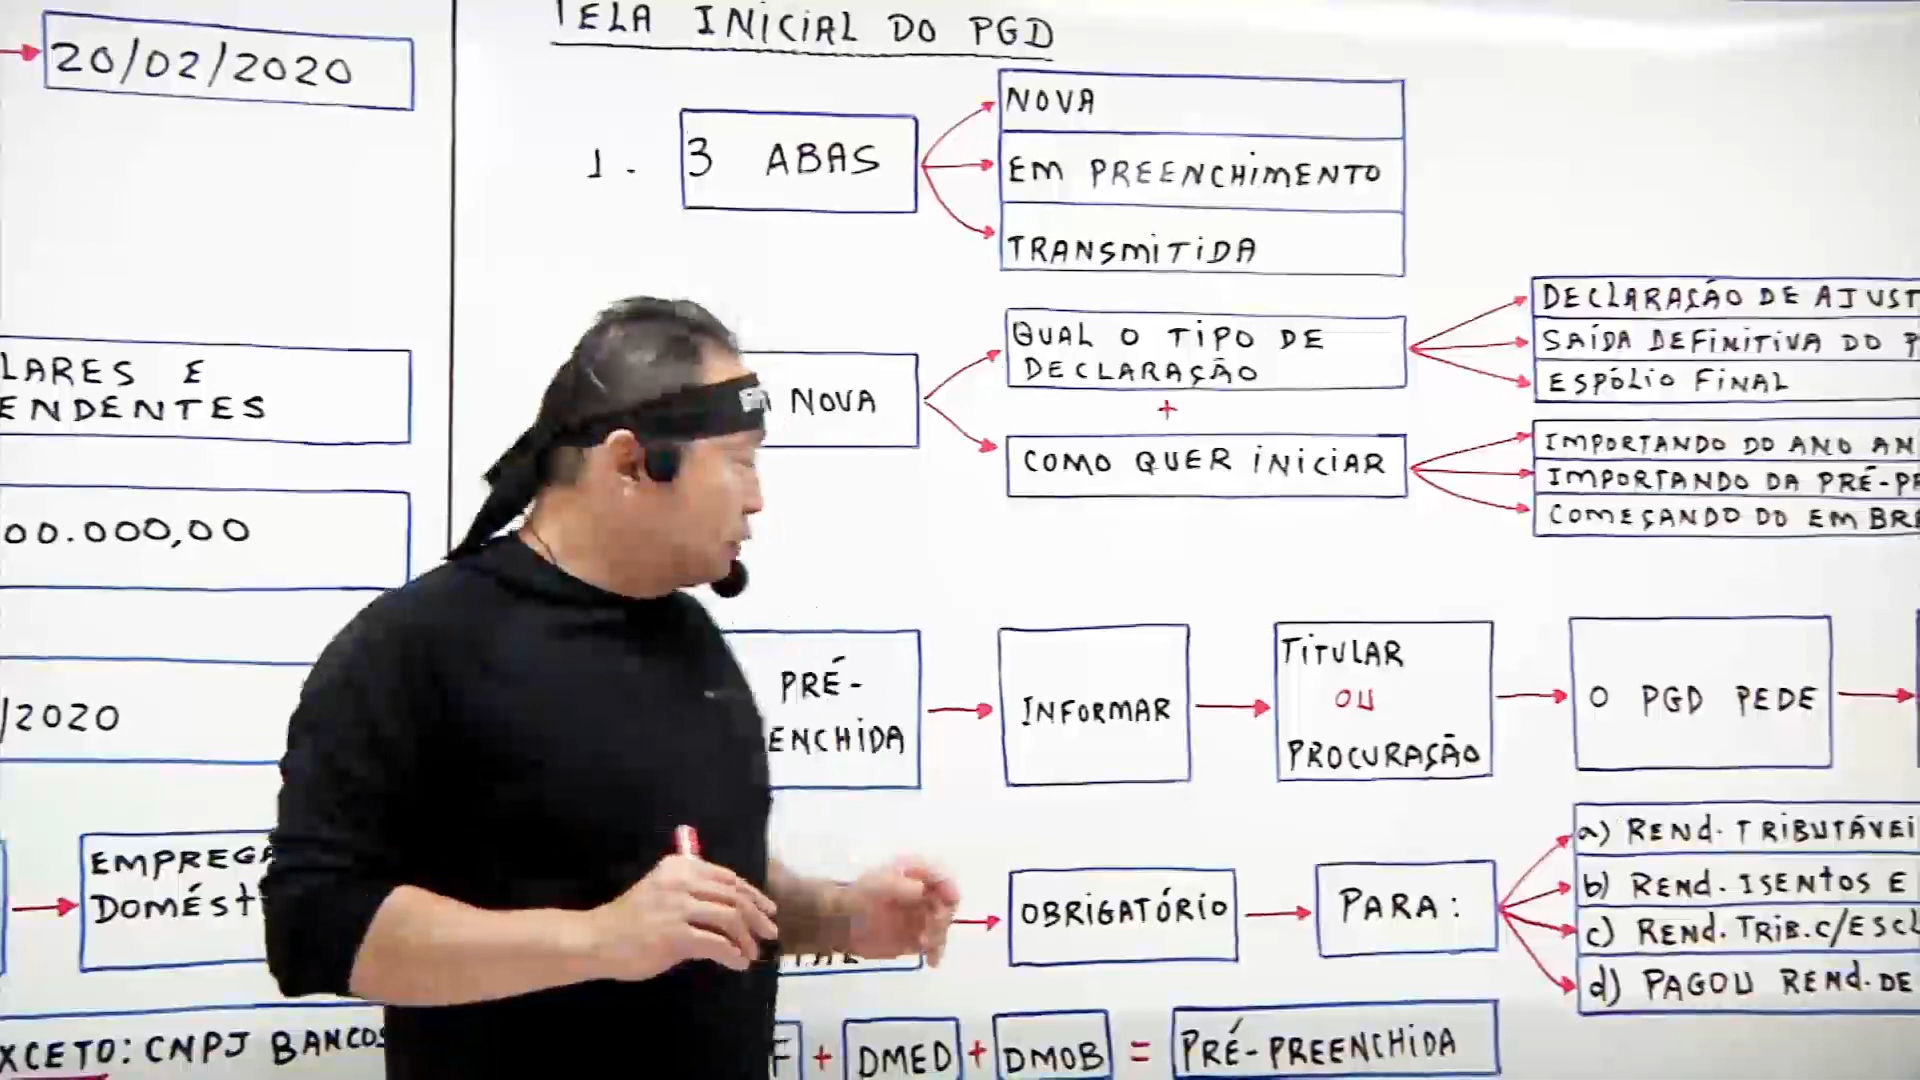 20/02/2020
LARES E
ENDENTES
00.000,00
/2020
EMPREGA
DOMÉST
XCETO: CNPJ BANCOS
TELA INICIAL DO PGD
1. 3 ABAS
NOVA
EM PREENCHIMENTO
TRANSMITIDA
NOVA
QUAL O TIPO DE
DECLARAÇÃO
+
COMO QUER INICIAR
DECLARAÇÃO DE AJUST
SAÍDA DEFINITIVA DO P
ESPÓLIO FINAL
IMPORTANDO DO ANO AN
IMPORTANDO DA PRÉ-PR
COMEÇANDO DO EM BRA
PRÉ-
ENCHIDA
INFORMAR
TITULAR
OU
PROCURAÇÃO
O PGD PEDE
OBRIGATÓRIO
PARA:
a) REND. TRIBUTÁVEI
b) REND. ISENTOS E
c) REND. TRIB. C/ESCL
d) PAGOU REND. DE
F + DMED + DMOB = PRÉ-PREENCHIDA